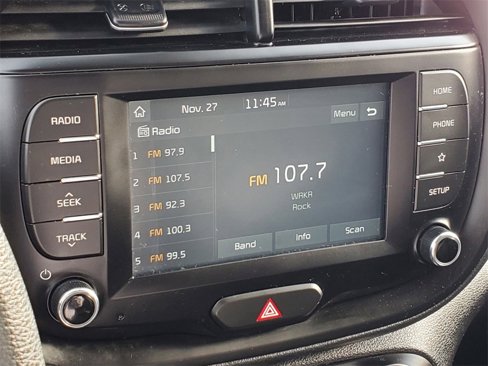 Nov. 27 11:45 AM
Menu
Radio
1 FM 97.9
2 FM 107.5
3 FM 92.3
4 FM 100.3
5 FM 99.5
FM 107.7
WRKR
Rock
Band Info Scan
RADIO
MEDIA
SEEK
TRACK
HOME
PHONE
SETUP